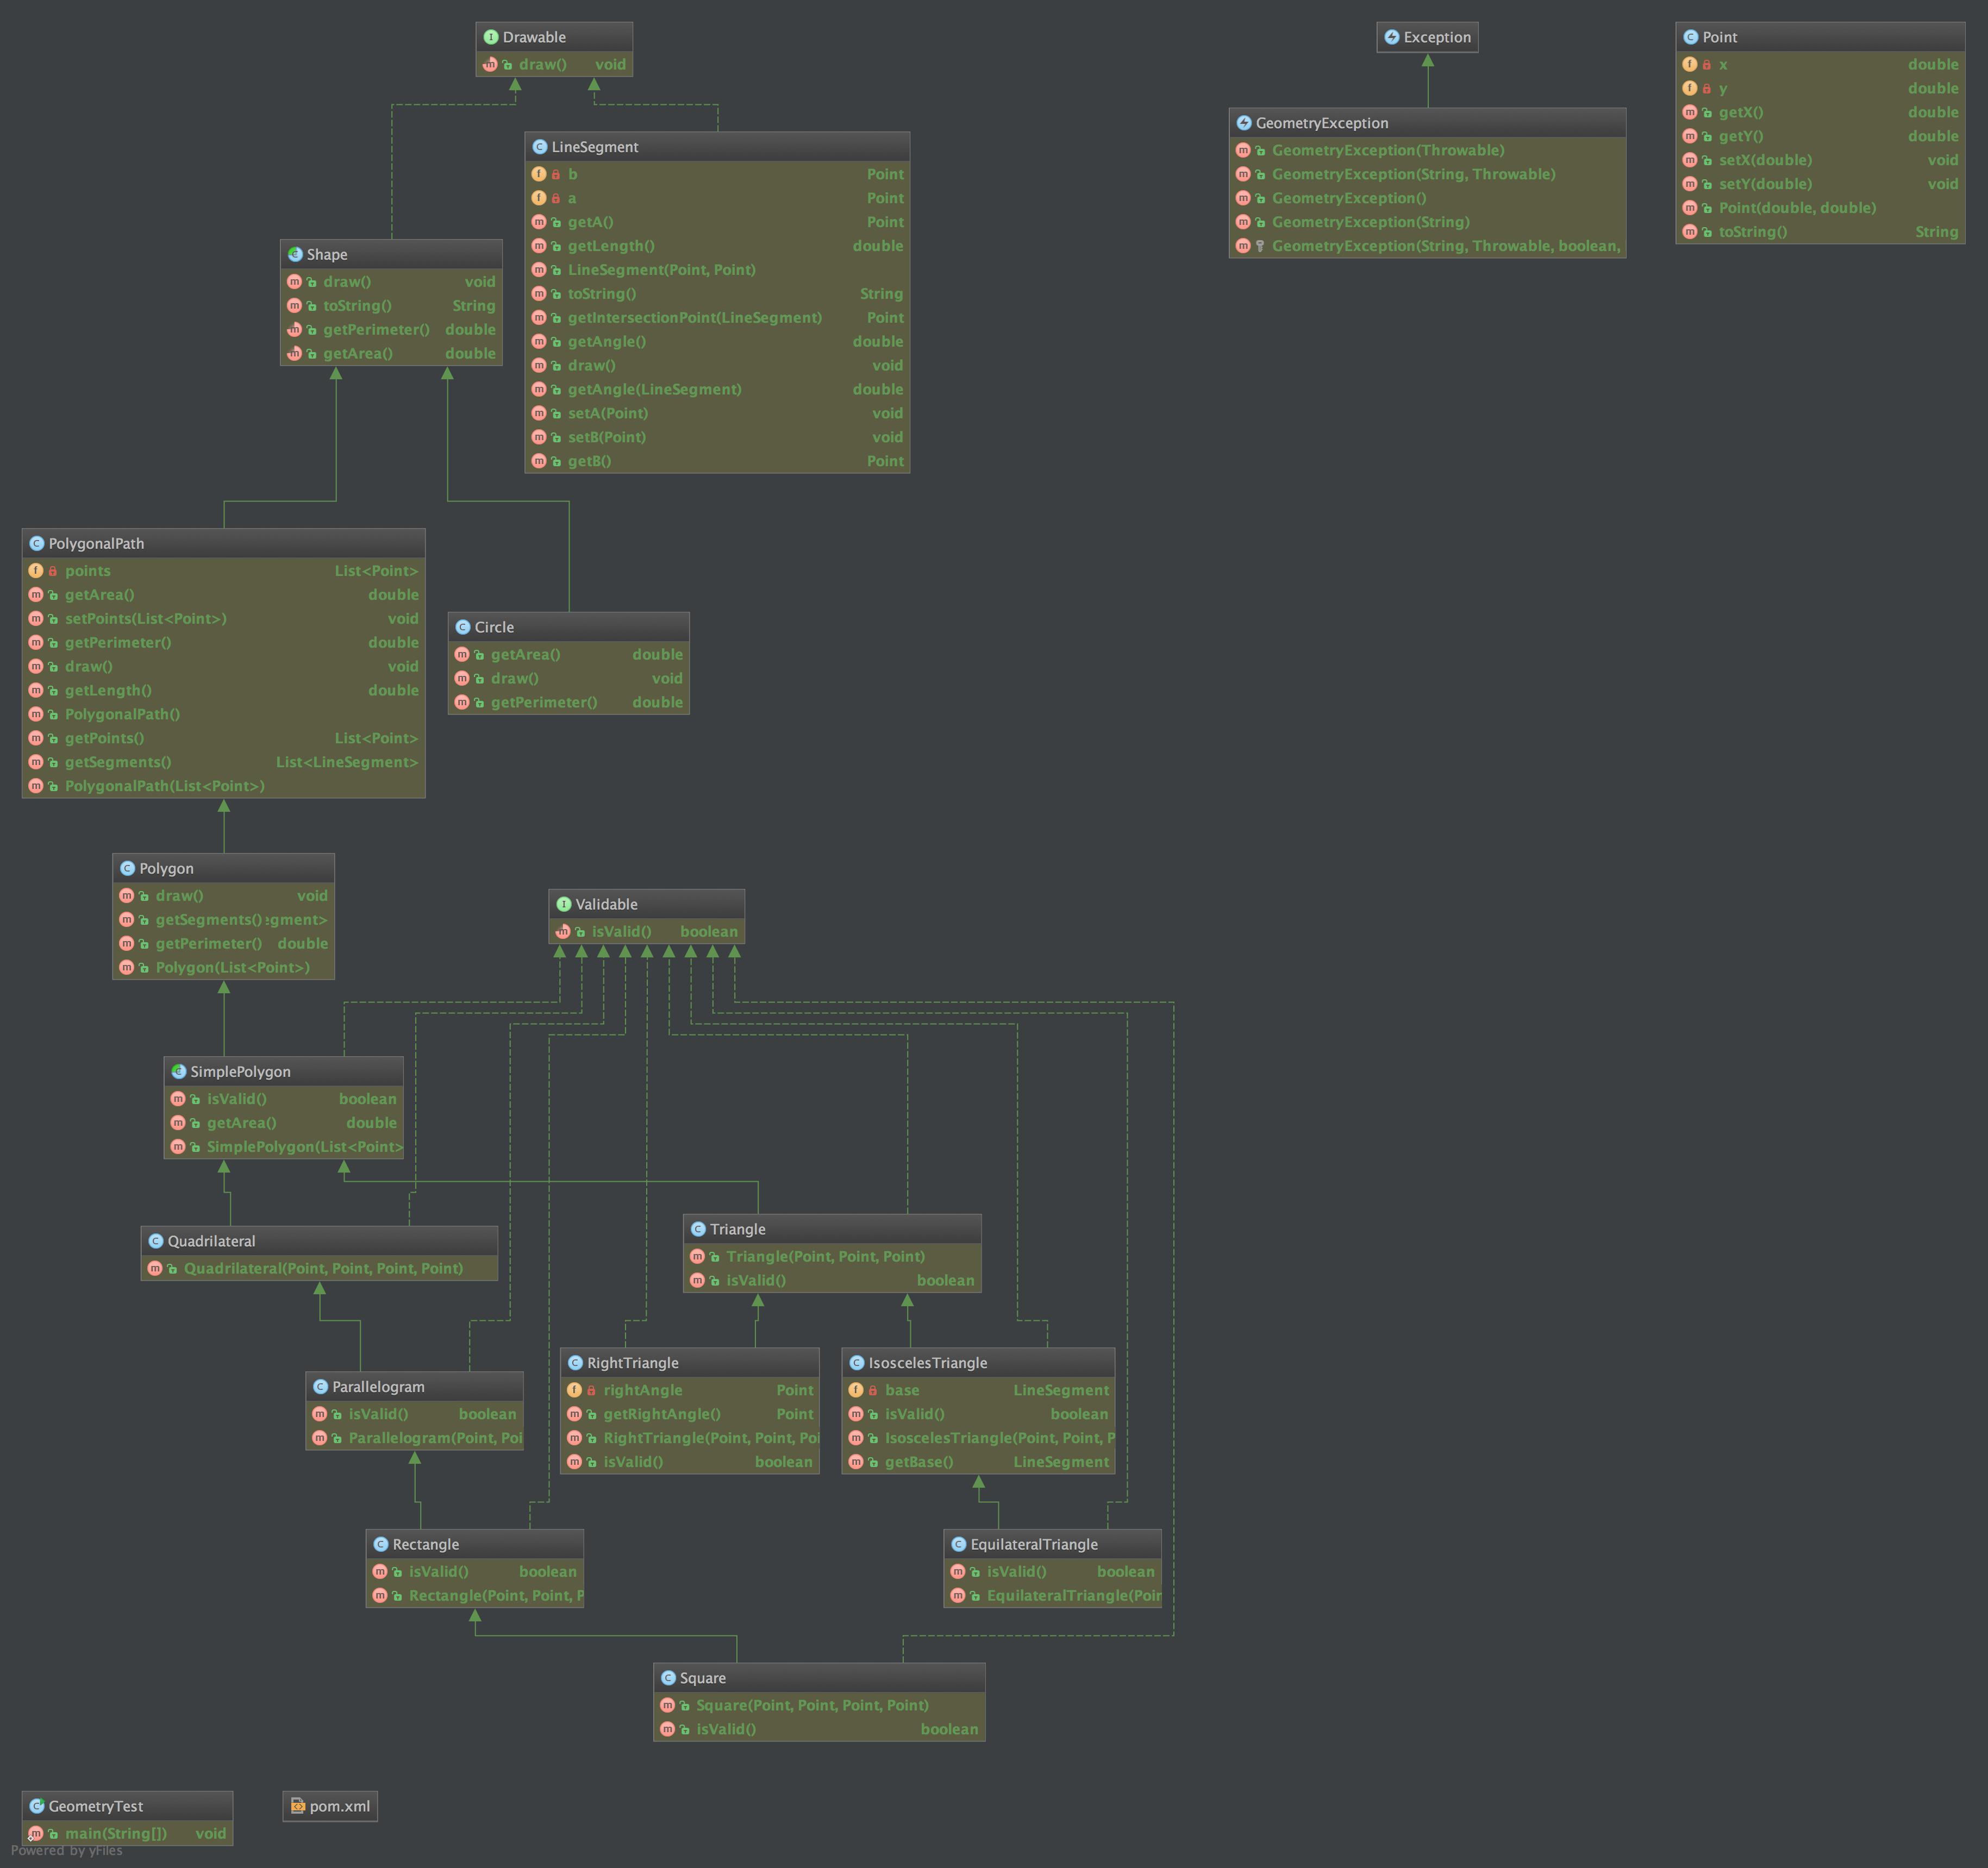 Drawable
draw() void
Exception
Point
x double
y double
getX() double
getY() double
setX(double) void
setY(double) void
Point(double, double)
toString() String
GeometryException
GeometryException(Throwable)
GeometryException(String, Throwable)
GeometryException()
GeometryException(String)
GeometryException(String, Throwable, boolean,
LineSegment
b Point
a Point
getA() Point
getLength() double
LineSegment(Point, Point)
toString() String
getIntersectionPoint(LineSegment) Point
getAngle() double
draw() void
getAngle(LineSegment) double
setA(Point) void
setB(Point) void
getB() Point
Shape
draw() void
toString() String
getPerimeter() double
getArea() double
PolygonalPath
points List<Point>
getArea() double
setPoints(List<Point>) void
getPerimeter() double
draw() void
getLength() double
PolygonalPath()
getPoints() List<Point>
getSegments() List<LineSegment>
PolygonalPath(List<Point>)
Circle
getArea() double
draw() void
getPerimeter() double
Polygon
draw() void
getSegments() gment>
getPerimeter() double
Polygon(List<Point>)
Validable
isValid() boolean
SimplePolygon
isValid() boolean
getArea() double
SimplePolygon(List<Point>
Quadrilateral
Quadrilateral(Point, Point, Point, Point)
Triangle
Triangle(Point, Point, Point)
isValid() boolean
Parallelogram
isValid() boolean
Parallelogram(Point, Poi
RightTriangle
rightAngle Point
getRightAngle() Point
RightTriangle(Point, Point, Poi
isValid() boolean
IsoscelesTriangle
base LineSegment
isValid() boolean
IsoscelesTriangle(Point, Point, P
getBase() LineSegment
Rectangle
isValid() boolean
Rectangle(Point, Point, P
EquilateralTriangle
isValid() boolean
EquilateralTriangle(Poin
Square
Square(Point, Point, Point, Point)
isValid() boolean
GeometryTest
main(String[]) void
pom.xml
Powered by yFiles